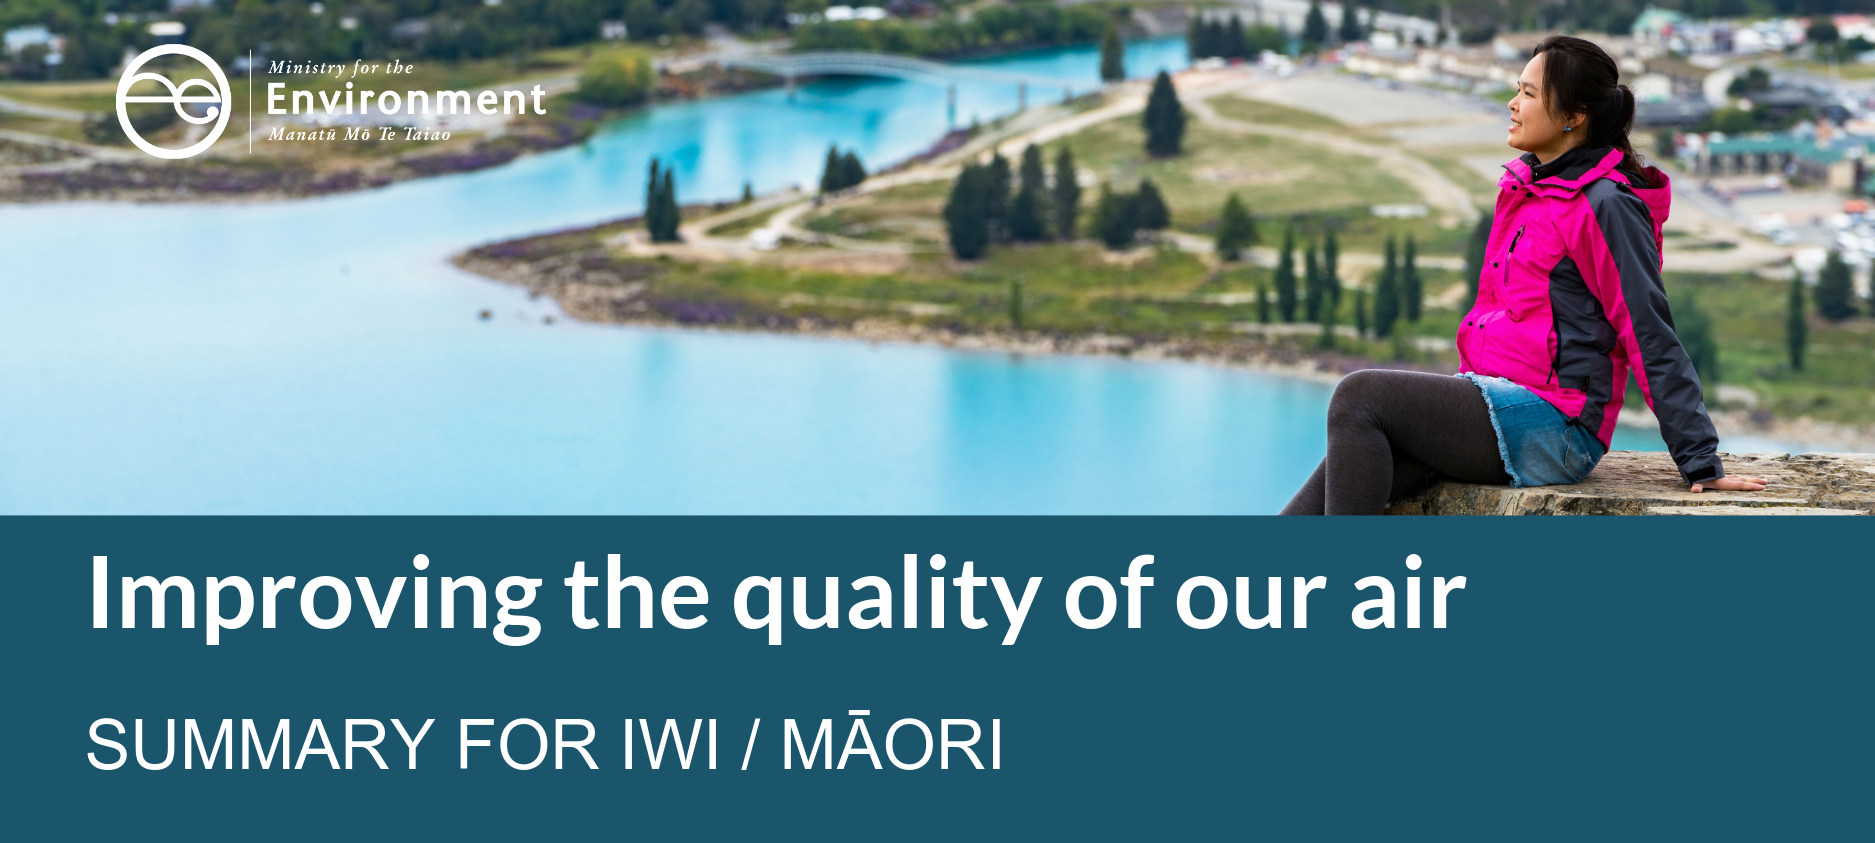 Ministry for the
Environment
Manatū Mō Te Taiao
Improving the quality of our air
SUMMARY FOR IWI / MĀORI